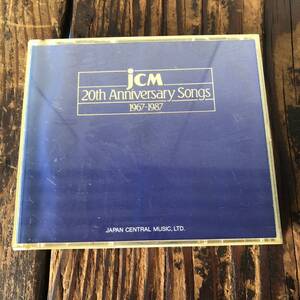 jCM
20th Anniversary Songs
1967-1987
JAPAN CENTRAL MUSIC, LTD.